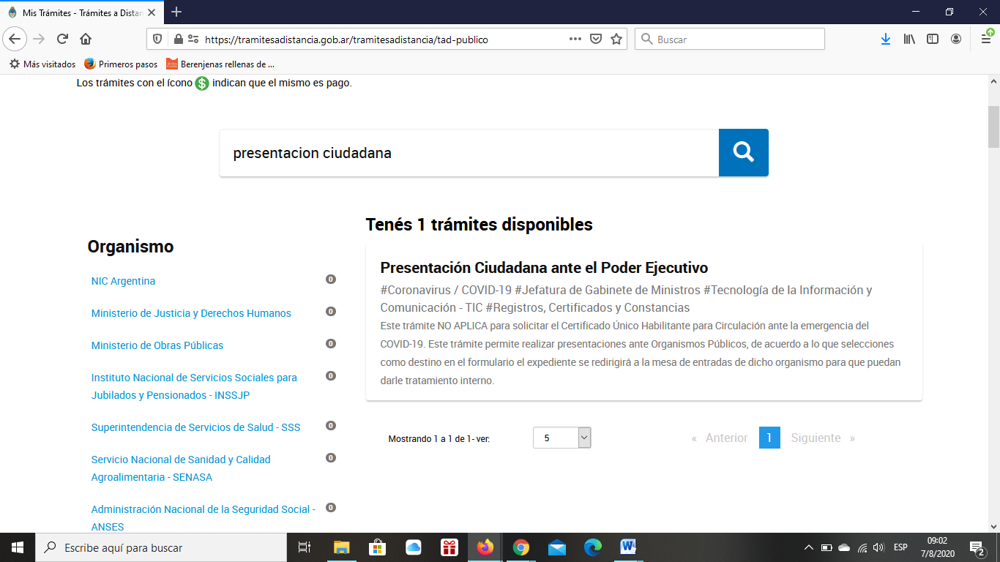 Mis Trámites - Trámites a Distan
https://tramitesadistancia.gob.ar/tramitesadistancia/tad-publico
Buscar
Más visitados
Primeros pasos
Berenjenas rellenas de ...
Los trámites con el ícono $ indican que el mismo es pago.
presentacion ciudadana
Organismo
NIC Argentina 0
Ministerio de Justicia y Derechos Humanos 0
Ministerio de Obras Públicas 0
Instituto Nacional de Servicios Sociales para 0
Jubilados y Pensionados - INSSJP
Superintendencia de Servicios de Salud - SSS 0
Servicio Nacional de Sanidad y Calidad 0
Agroalimentaria - SENASA
Administración Nacional de la Seguridad Social - 0
ANSES
Tenés 1 trámites disponibles
Presentación Ciudadana ante el Poder Ejecutivo
#Coronavirus / COVID-19 #Jefatura de Gabinete de Ministros #Tecnología de la Información y
Comunicación - TIC #Registros, Certificados y Constancias
Este trámite NO APLICA para solicitar el Certificado Único Habilitante para Circulación ante la emergencia del
COVID-19. Este trámite permite realizar presentaciones ante Organismos Públicos, de acuerdo a lo que selecciones
como destino en el formulario el expediente se redirigirá a la mesa de entradas de dicho organismo para que puedan
darle tratamiento interno.
Mostrando 1 a 1 de 1- ver: 5 « Anterior 1 Siguiente »
Escribe aquí para buscar
ESP
09:02
7/8/2020
2